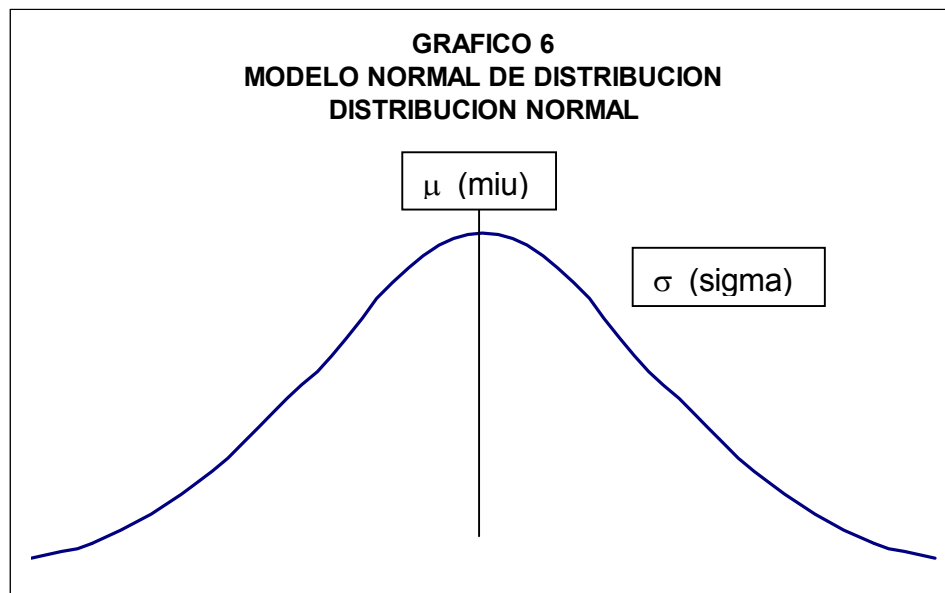 GRAFICO 6
MODELO NORMAL DE DISTRIBUCION
DISTRIBUCION NORMAL
μ (miu)
σ (sigma)